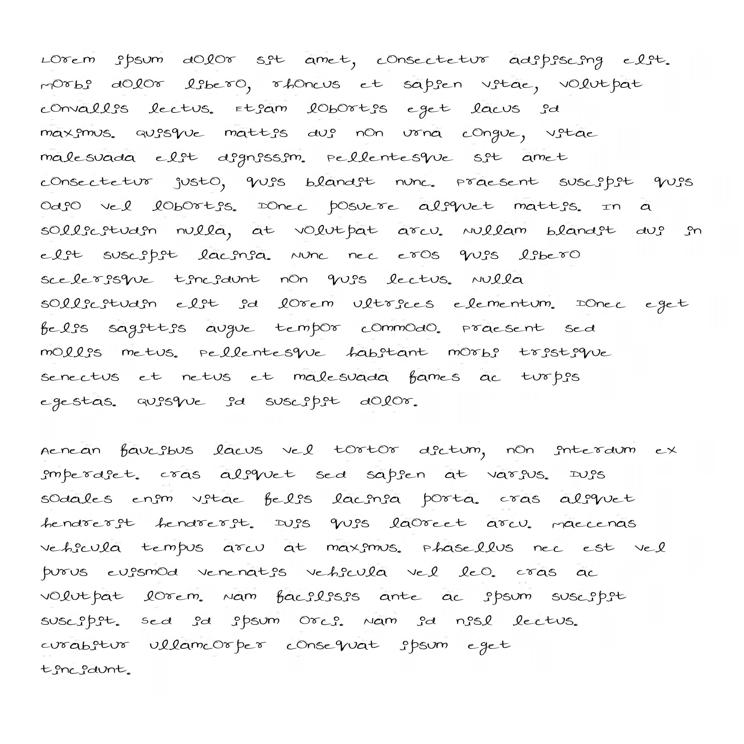 Lorem ipsum dolor sit amet, consectetur adipiscing elit.
Morbi dolor libero, rhoncus et sapien vitae, volutpat
convallis lectus. Etiam lobortis eget lacus id
maximus. Quisque mattis dui non urna congue, vitae
malesuada elit dignissim. Pellentesque sit amet
consectetur justo, quis blandit nunc. Praesent suscipit quis
odio vel lobortis. Donec posuere aliquet mattis. In a
sollicitudin nulla, at volutpat arcu. Nullam blandit dui in
elit suscipit lacinia. Nunc nec eros quis libero
scelerisque tincidunt non quis lectus. Nulla
sollicitudin elit id lorem ultrices elementum. Donec eget
felis sagittis augue tempor commodo. Praesent sed
mollis metus. Pellentesque habitant morbi tristique
senectus et netus et malesuada fames ac turpis
egestas. Quisque id suscipit dolor.

Aenean faucibus lacus vel tortor dictum, non interdum ex
imperdiet. Cras aliquet sed sapien at varius. Duis
sodales enim vitae felis lacinia porta. Cras aliquet
hendrerit hendrerit. Duis quis laoreet arcu. Maecenas
vehicula tempus arcu at maximus. Phasellus nec est vel
purus euismod venenatis vehicula vel leo. Cras ac
volutpat lorem. Nam facilisis ante ac ipsum suscipit
suscipit. Sed id ipsum orci. Nam id nisl lectus.
Curabitur ullamcorper consequat ipsum eget
tincidunt.